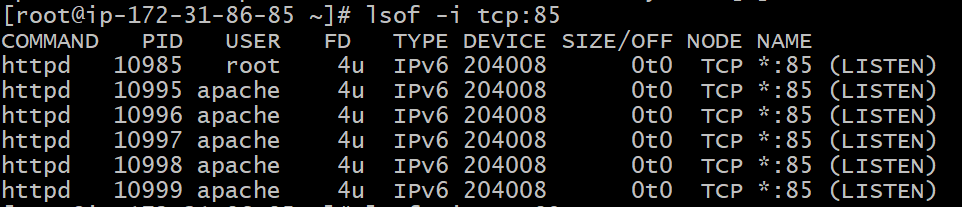 [root@ip-172-31-86-85 ~]# lsof -i tcp:85
COMMAND   PID   USER   FD   TYPE DEVICE SIZE/OFF NODE NAME
httpd   10985   root    4u  IPv6 204008      0t0  TCP *:85 (LISTEN)
httpd   10995 apache    4u  IPv6 204008      0t0  TCP *:85 (LISTEN)
httpd   10996 apache    4u  IPv6 204008      0t0  TCP *:85 (LISTEN)
httpd   10997 apache    4u  IPv6 204008      0t0  TCP *:85 (LISTEN)
httpd   10998 apache    4u  IPv6 204008      0t0  TCP *:85 (LISTEN)
httpd   10999 apache    4u  IPv6 204008      0t0  TCP *:85 (LISTEN)